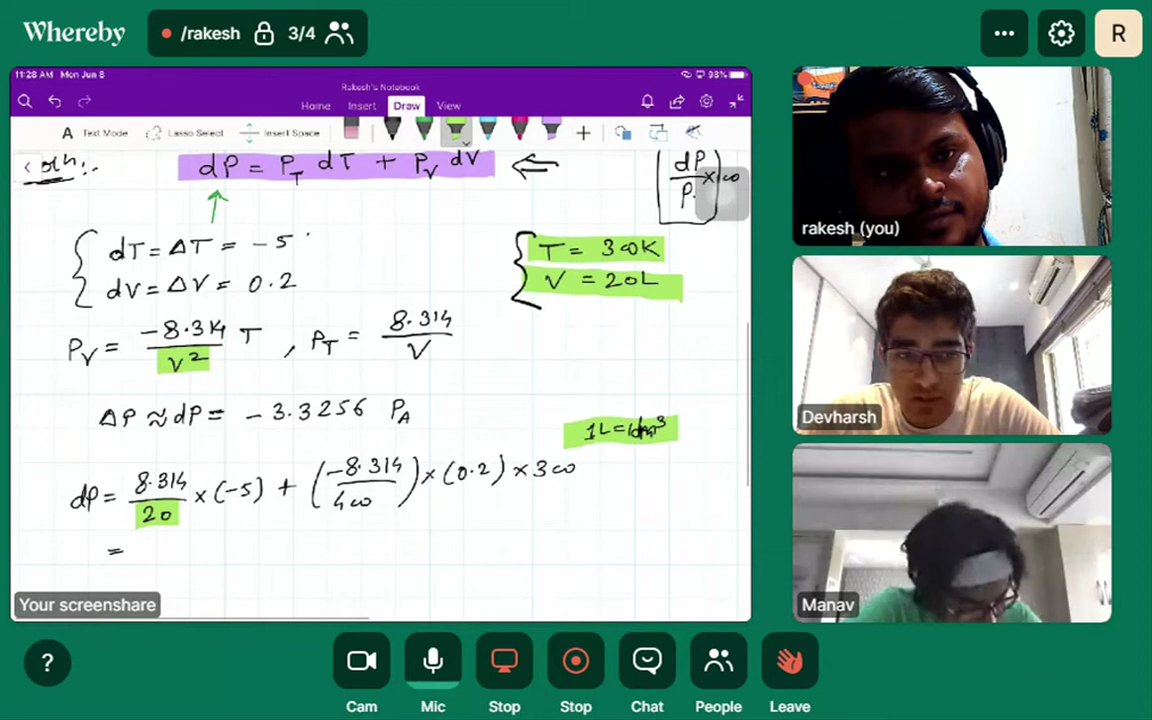 Whereby
/rakesh 3/4
11:28 AM Mon Jun 8
98%
Rakesh's Notebook
Home Insert Draw View
A Text Mode Lasso Select Insert Space
dP = P_T dT + P_V dV ⇐
dP/P × 100
dT = ΔT = -5
dV = ΔV = 0.2
T = 300K
V = 20L
P_V = -8.314/V² T , P_T = 8.314/V
ΔP ≈ dP = -3.3256 PA
1L = 1dm³
dP = 8.314/20 × (-5) + (-8.314/400) × (0.2) × 300
=
Your screenshare
R
rakesh (you)
Devharsh
Manav
?
Cam Mic Stop Stop Chat People Leave